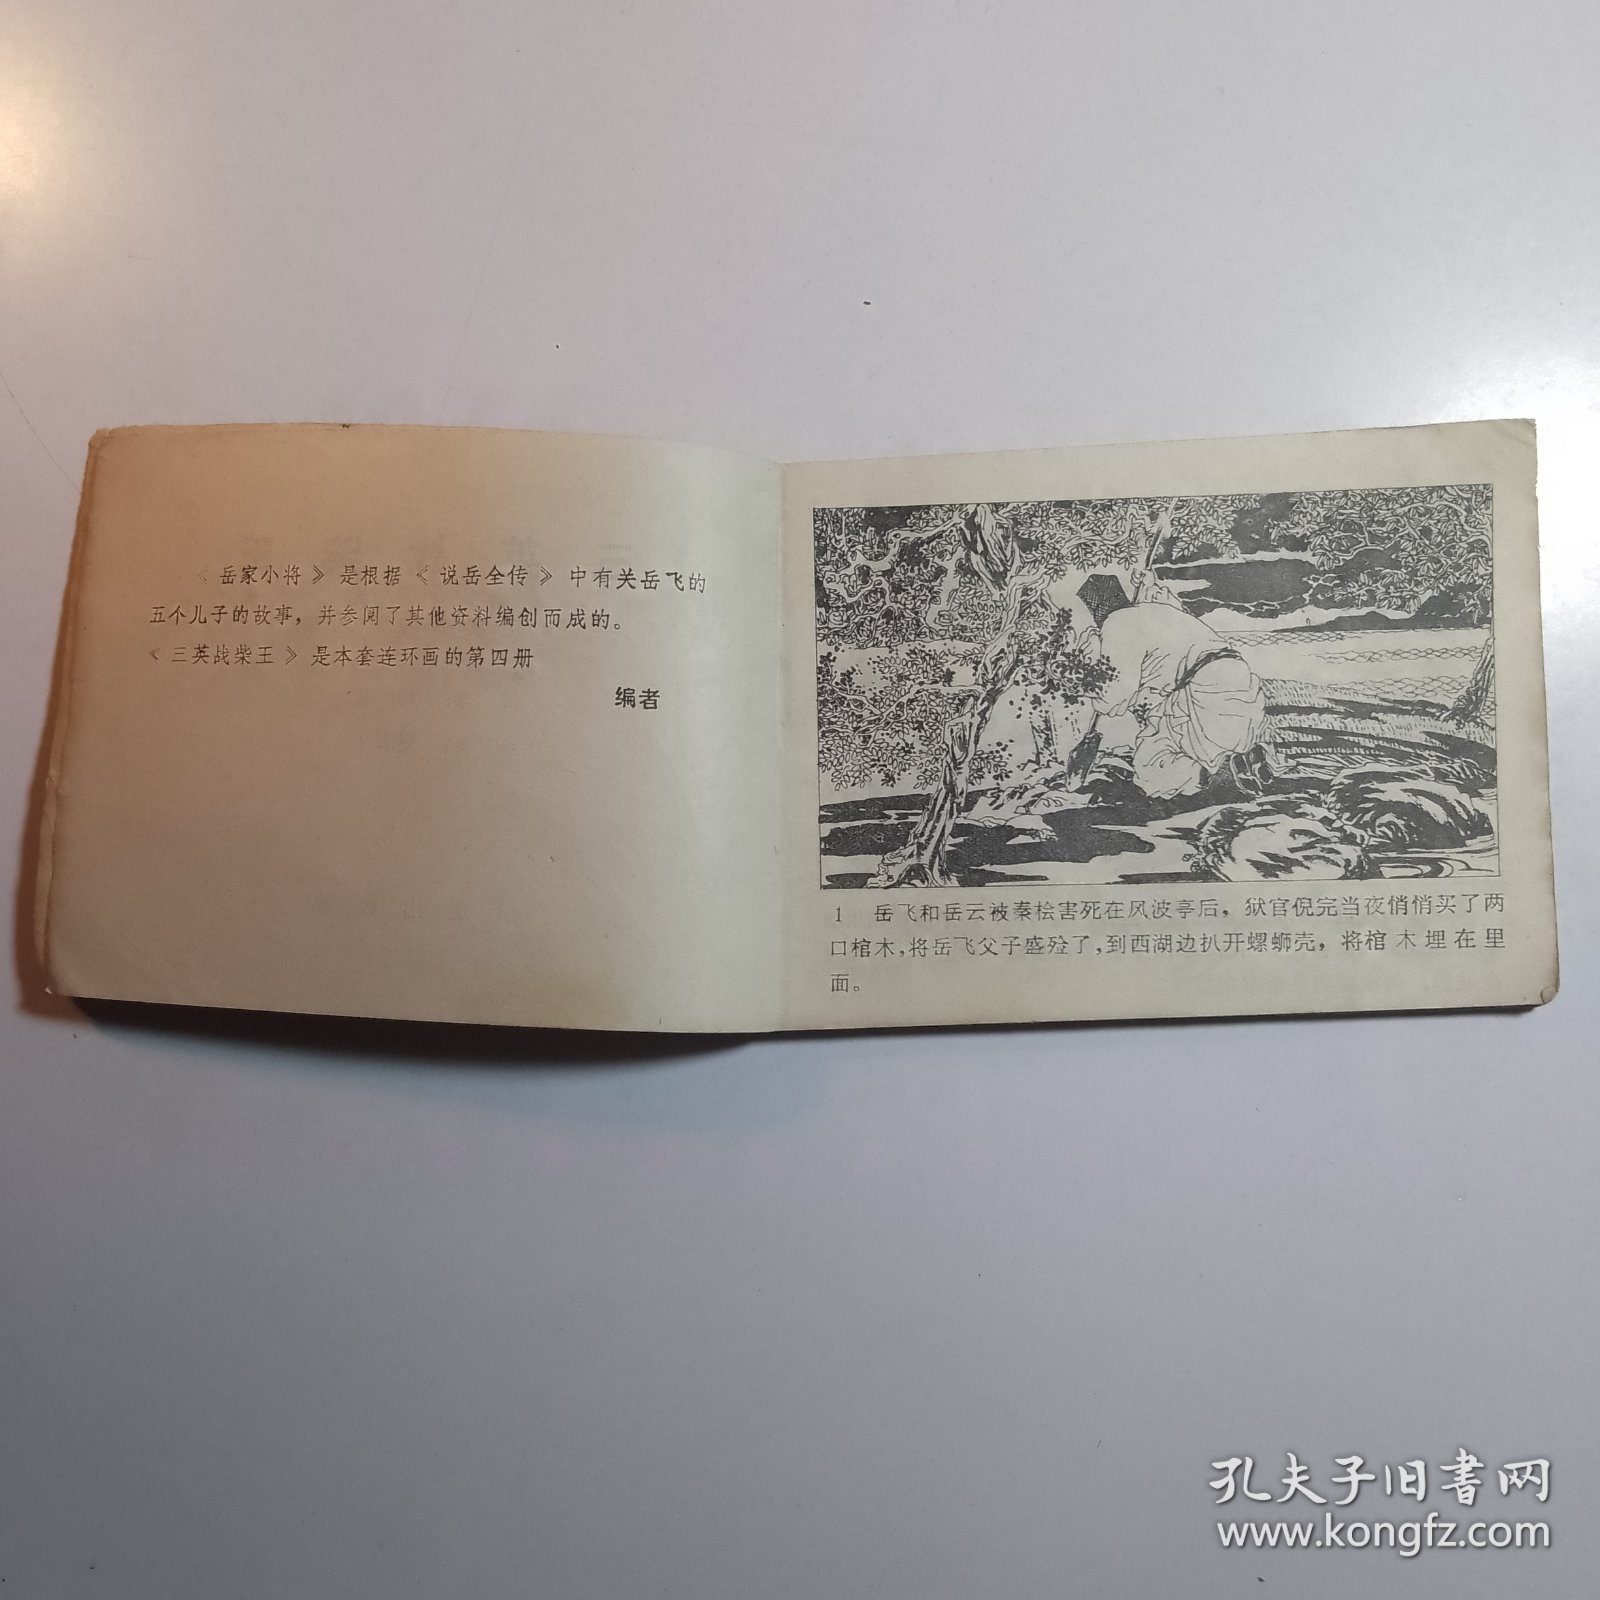 《岳家小将》是根据《说岳全传》中有关岳飞的
五个儿子的故事，并参阅了其他资料编创而成的。
《三英战柴王》是本套连环画的第四册
编者
1 岳飞和岳云被秦桧害死在风波亭后，狱官倪完当夜悄悄买了两
口棺木，将岳飞父子盛殓了，到西湖边扒开螺蛳壳，将棺木埋在里
面。
孔夫子旧书网
www.kongfz.com